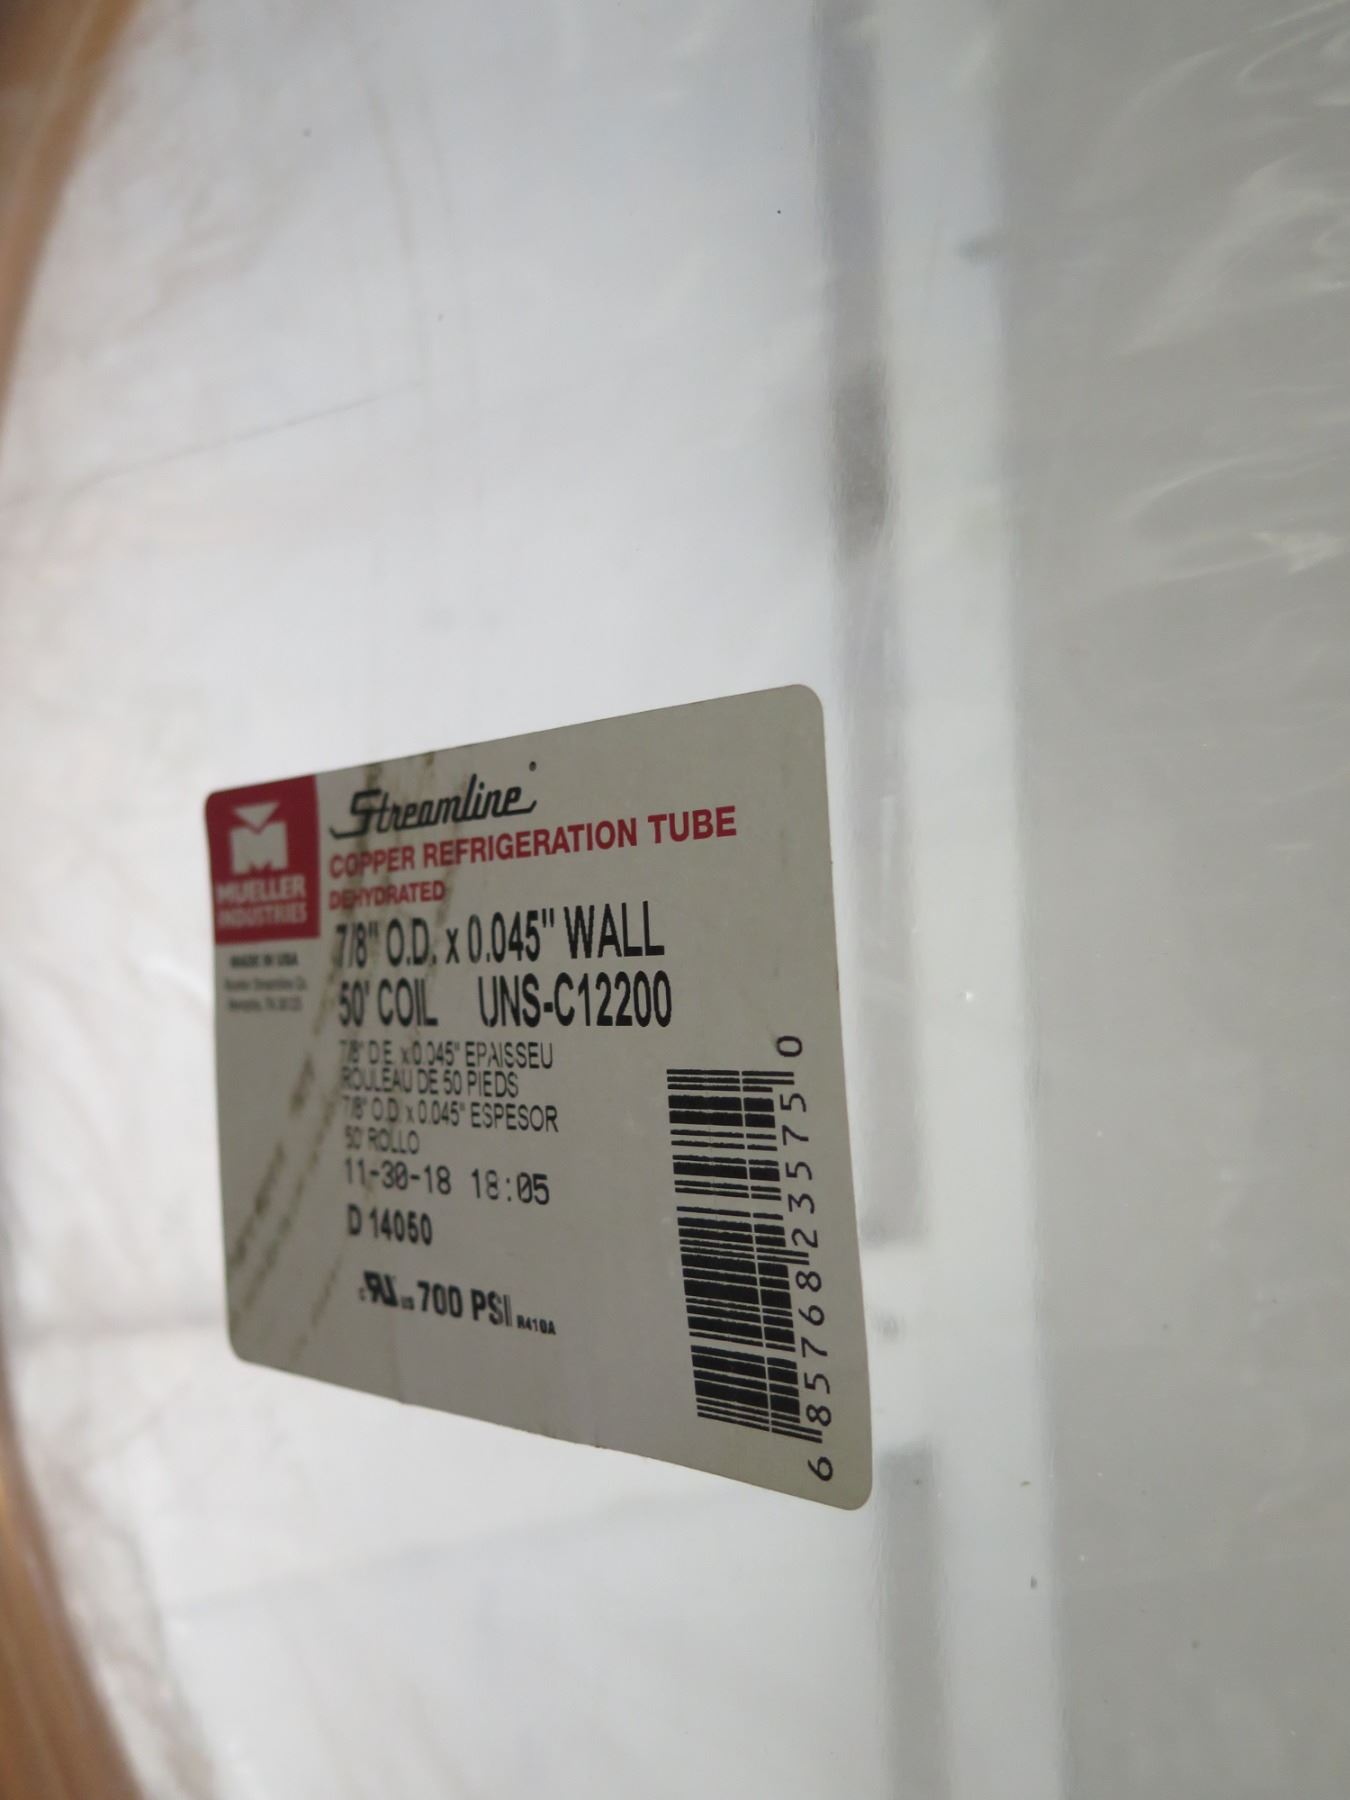 MUELLER
INDUSTRIES
MADE IN USA
Streamline
COPPER REFRIGERATION TUBE
DEHYDRATED
7/8" O.D. x 0.045" WALL
50' COIL UNS-C12200
7/8" D.E. x 0.045" EPAISSEU
ROULEAU DE 50 PIEDS
7/8" O.D. x 0.045" ESPESOR
50' ROLLO
11-30-18 18:05
D 14050
c UL us 700 PSI R410A
6 85768 23575 0